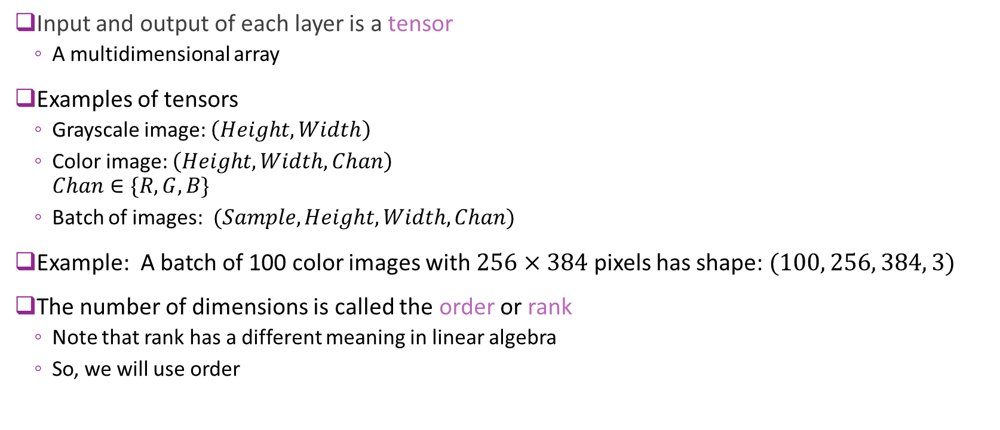 ❑Input and output of each layer is a tensor
◦ A multidimensional array
❑Examples of tensors
◦ Grayscale image: (Height, Width)
◦ Color image: (Height, Width, Chan)
Chan ∈ {R, G, B}
◦ Batch of images: (Sample, Height, Width, Chan)
❑Example: A batch of 100 color images with 256 × 384 pixels has shape: (100, 256, 384, 3)
❑The number of dimensions is called the order or rank
◦ Note that rank has a different meaning in linear algebra
◦ So, we will use order